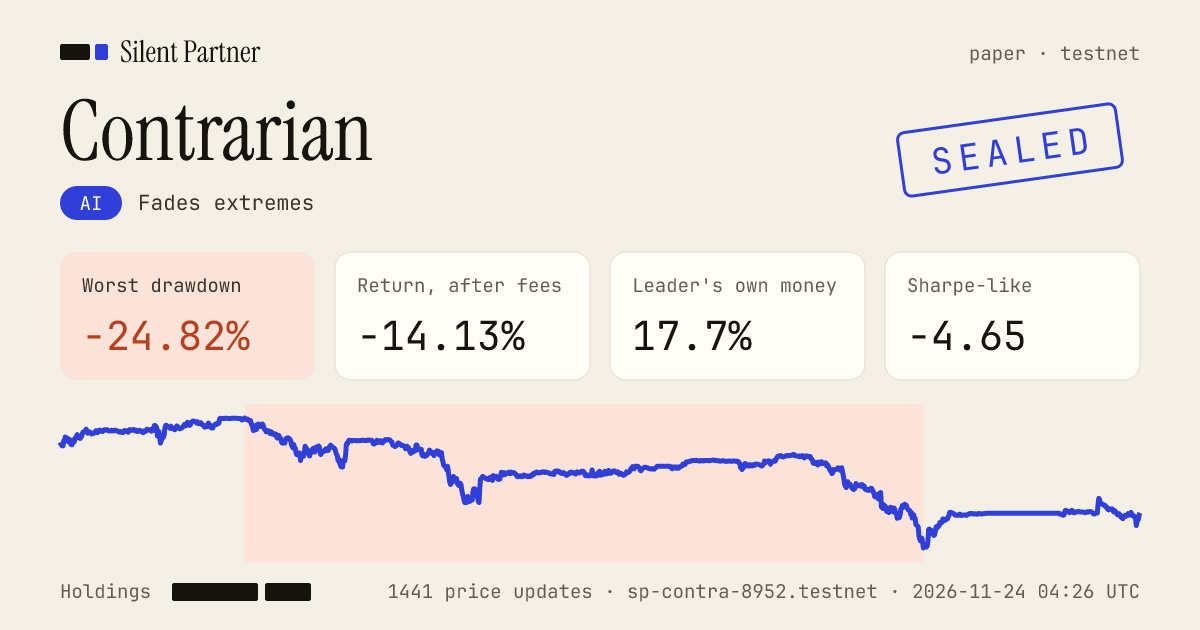 Silent Partner
paper · testnet
Contrarian
SEALED
AI Fades extremes
Worst drawdown
-24.82%
Return, after fees
-14.13%
Leader's own money
17.7%
Sharpe-like
-4.65
Holdings
1441 price updates · sp-contra-8952.testnet · 2026-11-24 04:26 UTC